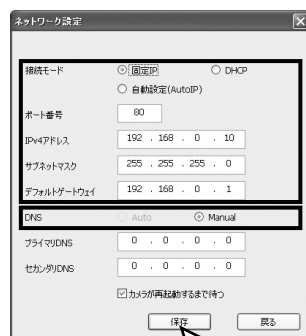 ネットワーク設定
接続モード 固定IP DHCP
自動設定(AutoIP)
ポート番号 80
IPv4アドレス 192 . 168 . 0 . 10
サブネットマスク 255 . 255 . 255 . 0
デフォルトゲートウェイ 192 . 168 . 0 . 1
DNS Auto Manual
プライマリDNS 0 . 0 . 0 . 0
セカンダリDNS 0 . 0 . 0 . 0
カメラが再起動するまで待つ
保存 戻る